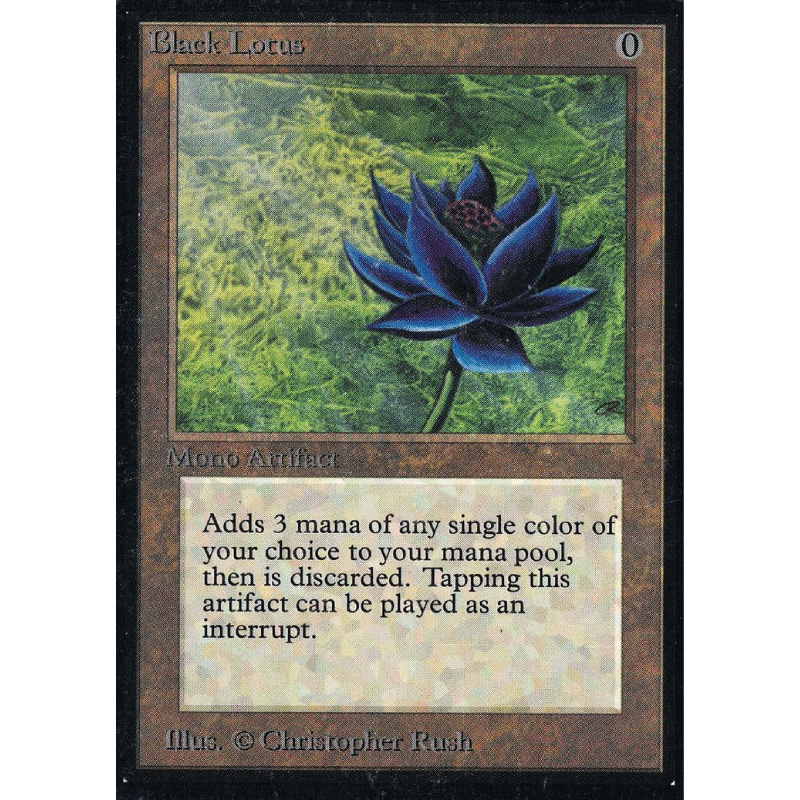 Black Lotus
0
Mono Artifact
Adds 3 mana of any single color of
your choice to your mana pool,
then is discarded. Tapping this
artifact can be played as an
interrupt.
Illus. © Christopher Rush